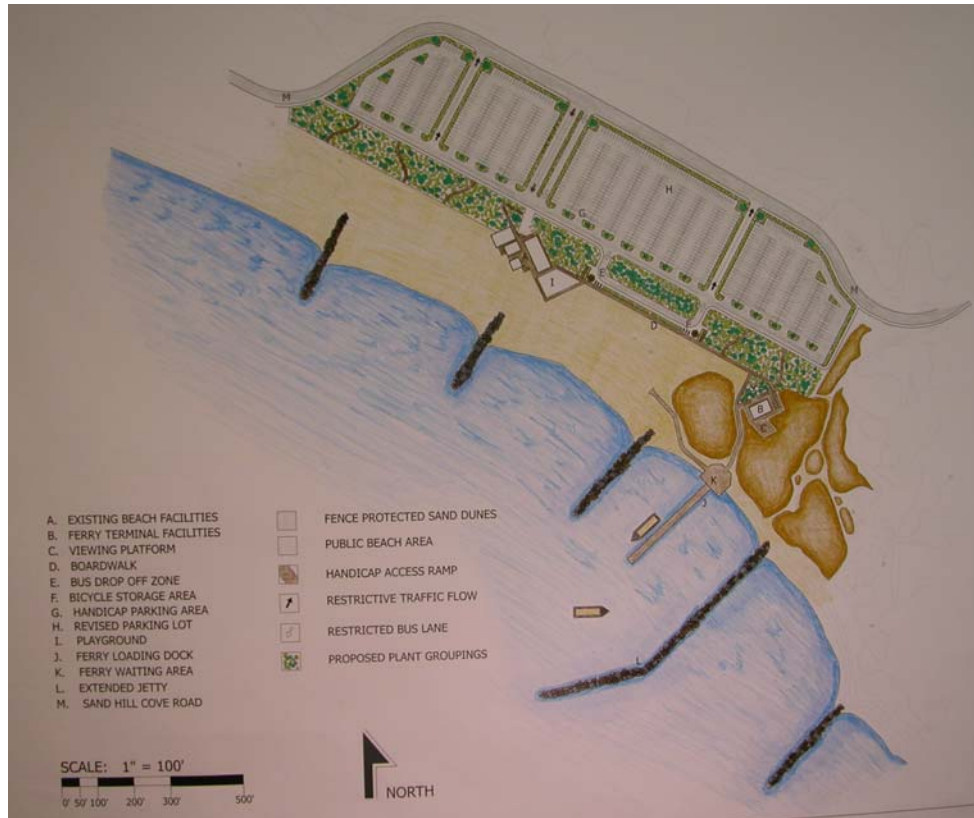 M
H
G
E
I
M
D
F
B
C
K
J
L
A. EXISTING BEACH FACILITIES
B. FERRY TERMINAL FACILITIES
C. VIEWING PLATFORM
D. BOARDWALK
E. BUS DROP OFF ZONE
F. BICYCLE STORAGE AREA
G. HANDICAP PARKING AREA
H. REVISED PARKING LOT
I. PLAYGROUND
J. FERRY LOADING DOCK
K. FERRY WAITING AREA
L. EXTENDED JETTY
M. SAND HILL COVE ROAD
FENCE PROTECTED SAND DUNES
PUBLIC BEACH AREA
HANDICAP ACCESS RAMP
RESTRICTIVE TRAFFIC FLOW
RESTRICTED BUS LANE
PROPOSED PLANT GROUPINGS
SCALE: 1" = 100'
0' 50' 100' 200' 300' 500'
NORTH